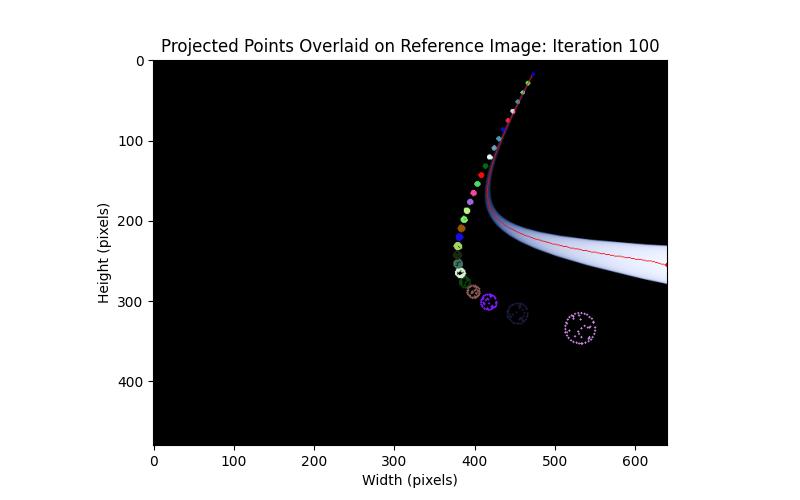 Projected Points Overlaid on Reference Image: Iteration 100
0
100
200
300
400
Height (pixels)
0 100 200 300 400 500 600
Width (pixels)